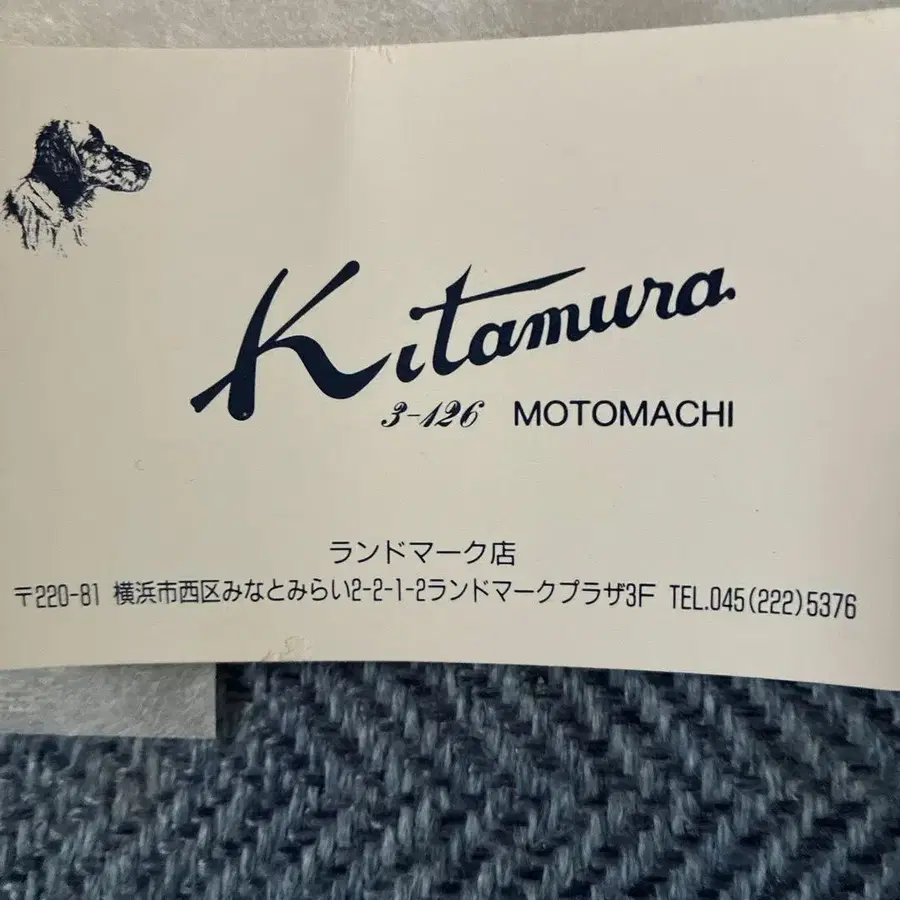 Kitamura
3-126 MOTOMACHI
ランドマーク店
〒220-81 横浜市西区みなとみらい2-2-1-2ランドマークプラザ3F TEL.045(222)5376